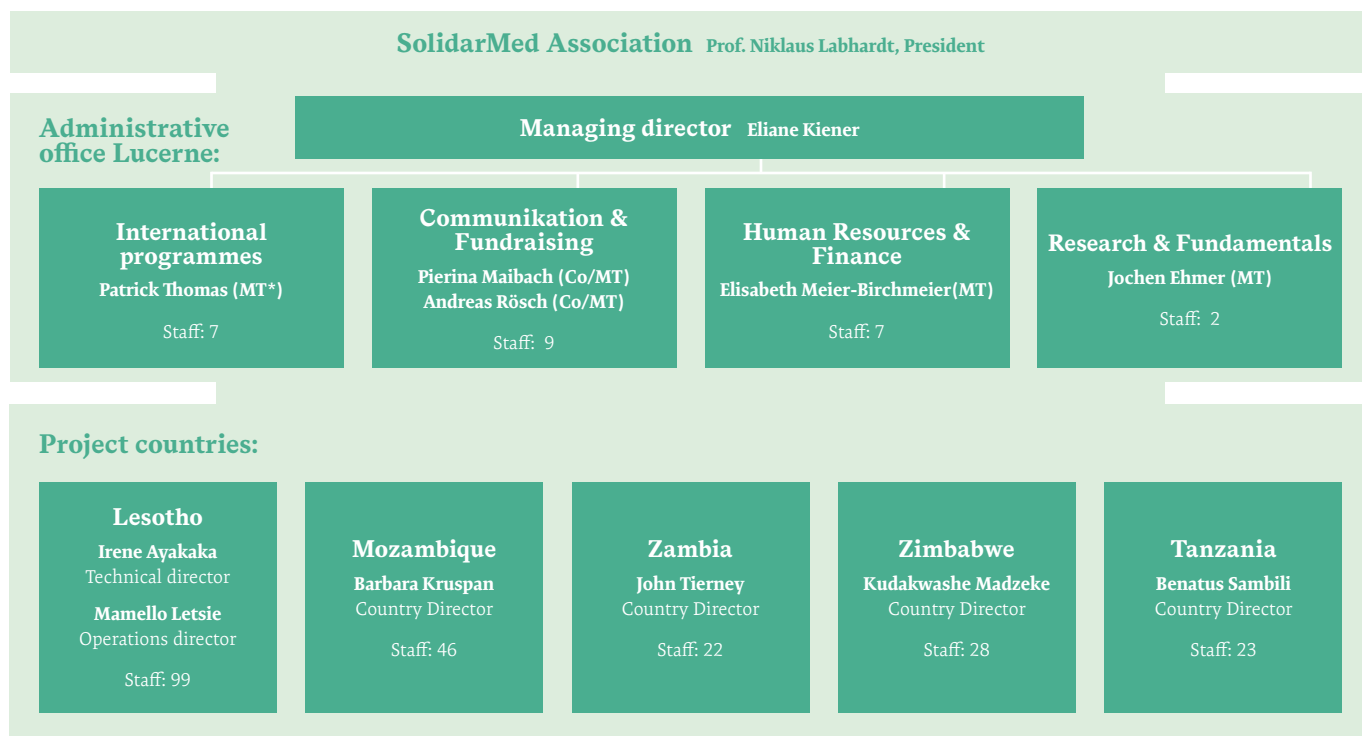 SolidarMed Association Prof. Niklaus Labhardt, President
Administrative
office Lucerne:
Managing director Eliane Kiener
International
programmes
Patrick Thomas (MT*)
Staff: 7
Communikation &
Fundraising
Pierina Maibach (Co/MT)
Andreas Rösch (Co/MT)
Staff: 9
Human Resources &
Finance
Elisabeth Meier-Birchmeier(MT)
Staff: 7
Research & Fundamentals
Jochen Ehmer (MT)
Staff: 2
Project countries:
Lesotho
Irene Ayakaka
Technical director
Mamello Letsie
Operations director
Staff: 99
Mozambique
Barbara Kruspan
Country Director
Staff: 46
Zambia
John Tierney
Country Director
Staff: 22
Zimbabwe
Kudakwashe Madzeke
Country Director
Staff: 28
Tanzania
Benatus Sambili
Country Director
Staff: 23